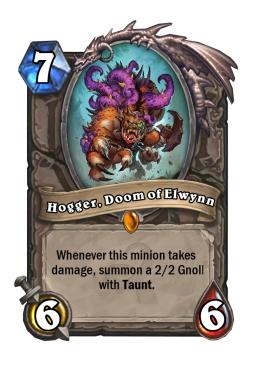 7
Hogger, Doom of Elwynn
Whenever this minion takes
damage, summon a 2/2 Gnoll
with Taunt.
6 6